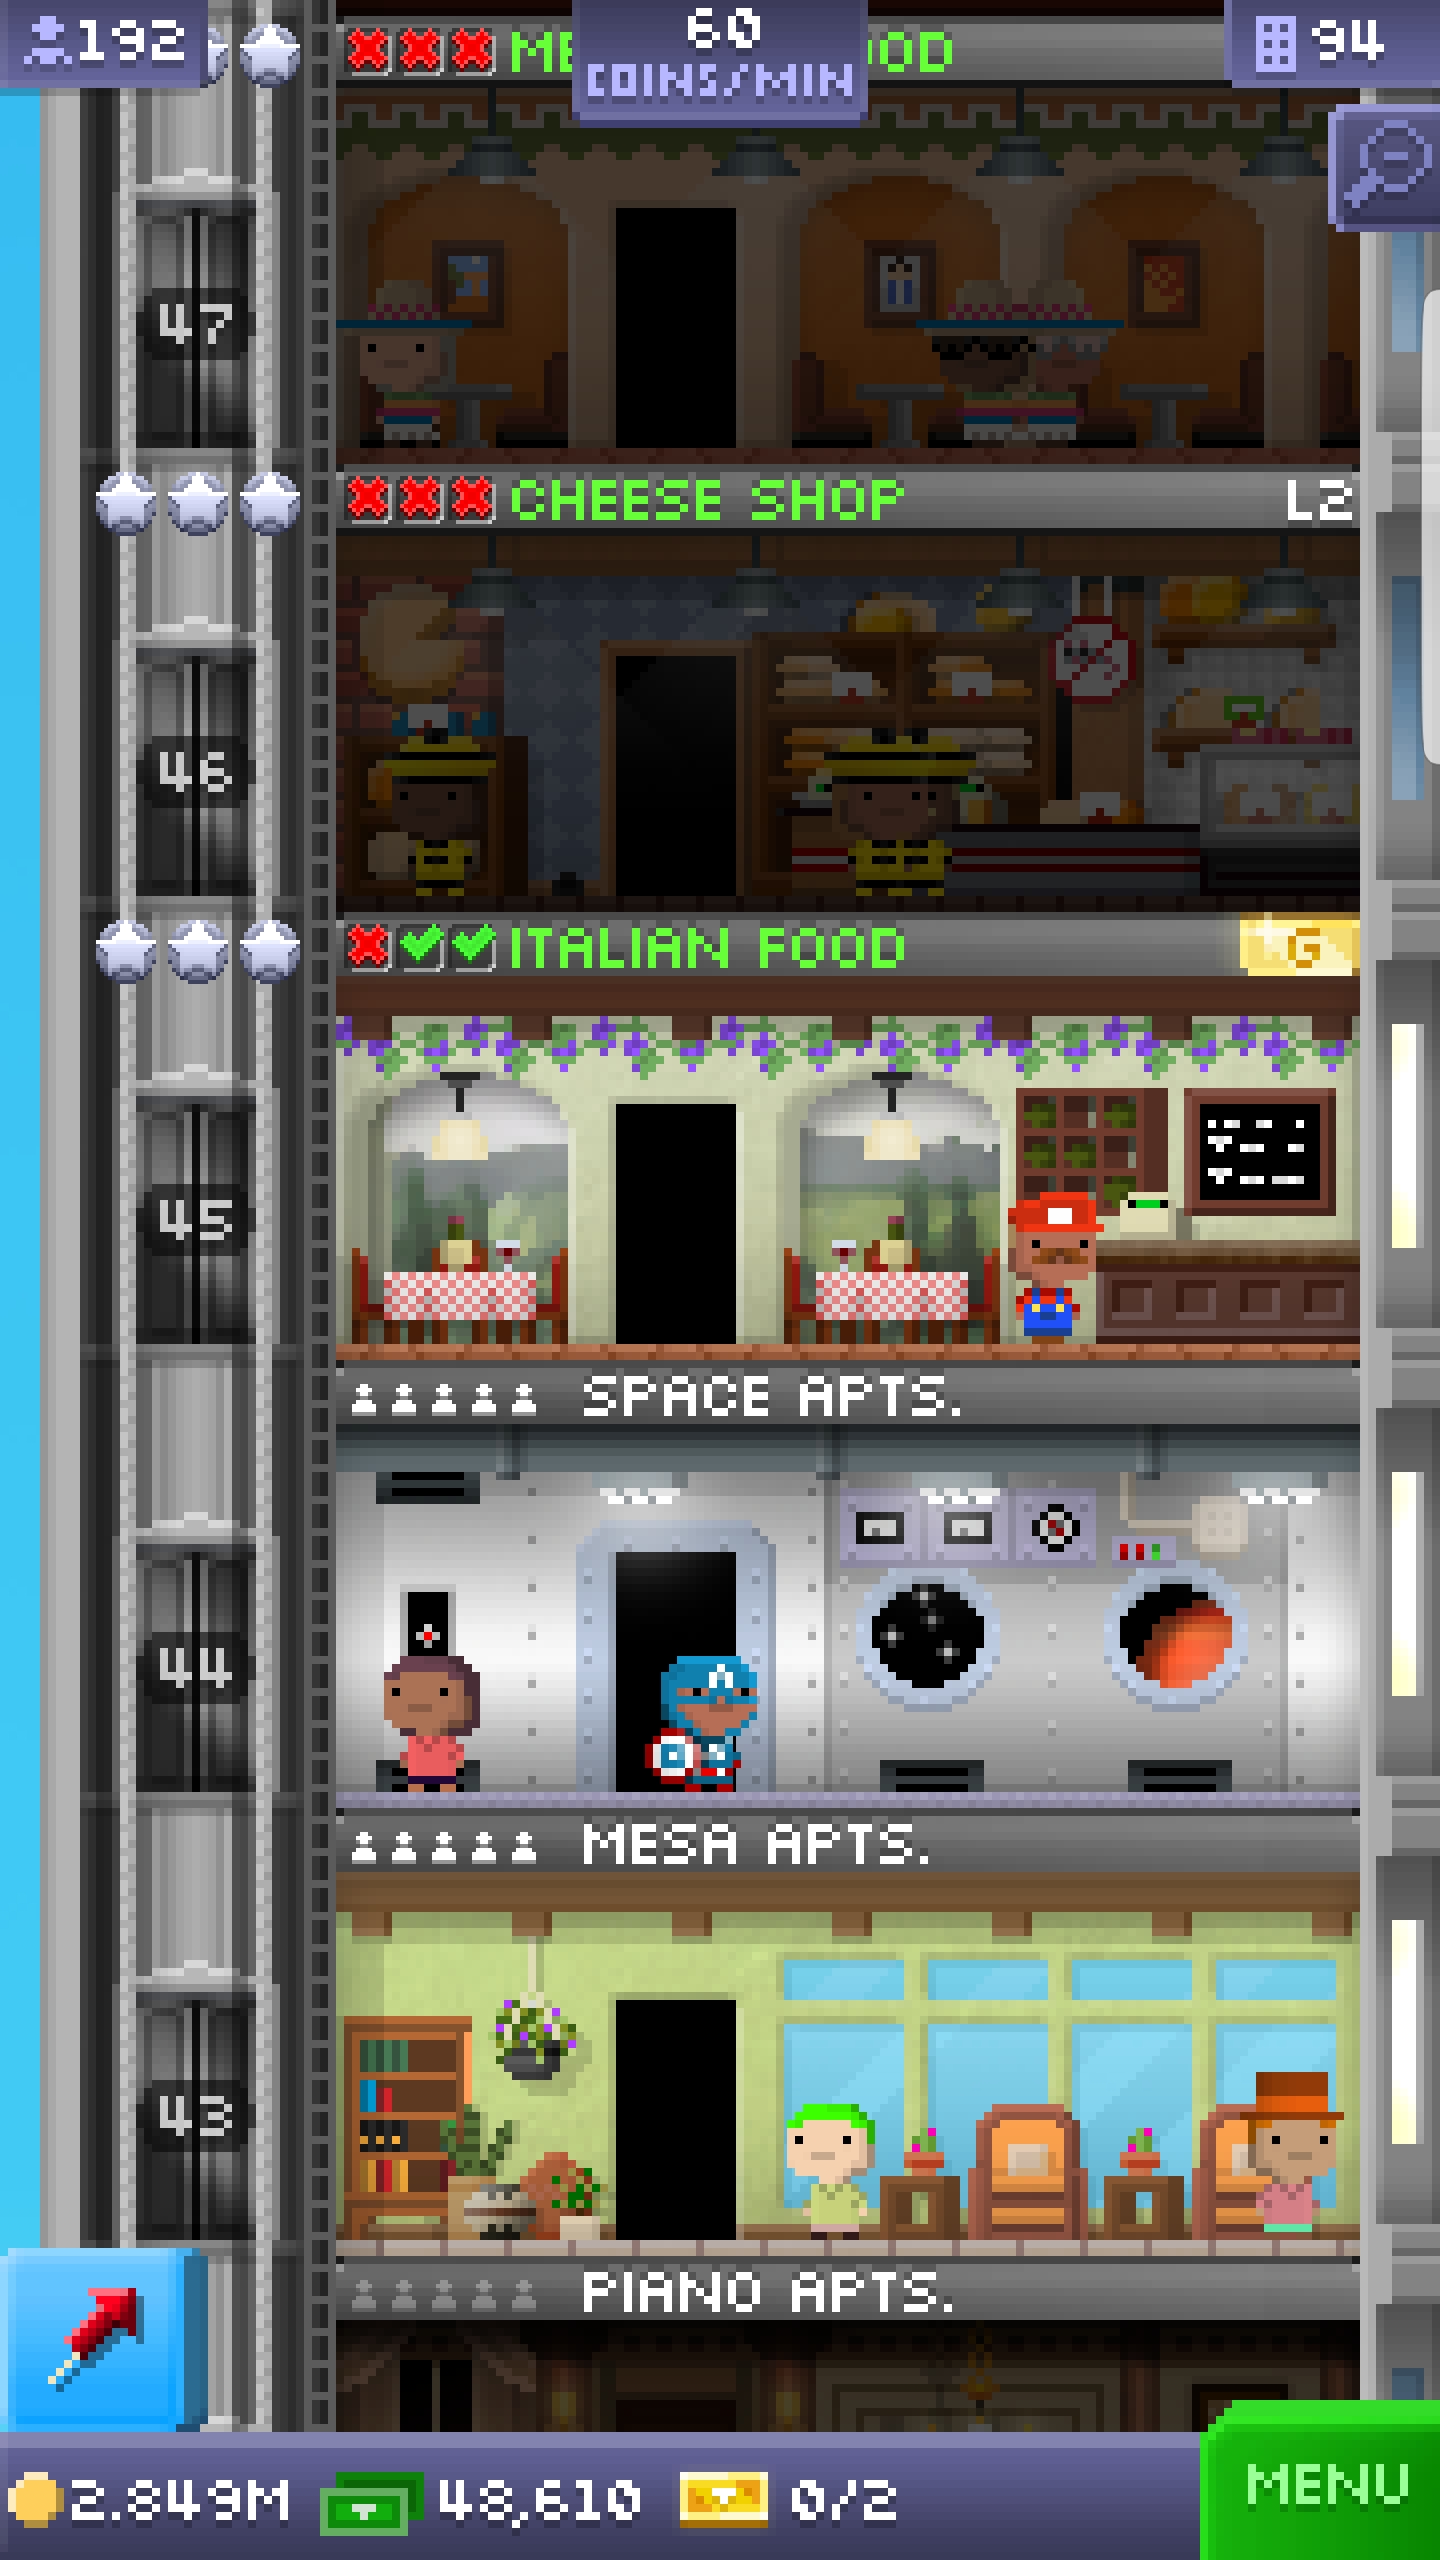 192
60
COINS/MIN
94
47
CHEESE SHOP
L2
46
ITALIAN FOOD
G
45
SPACE APTS.
44
MESA APTS.
43
PIANO APTS.
2.849M
48,610
0/2
MENU